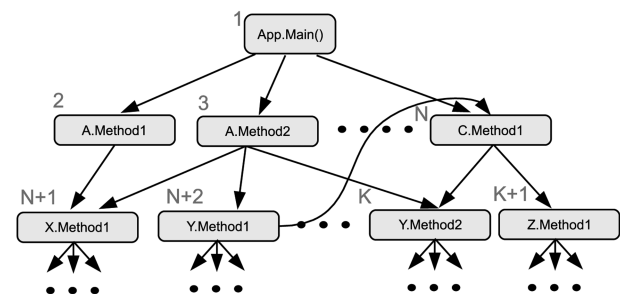 1
App.Main()
2
A.Method1
3
A.Method2
N
C.Method1
N+1
X.Method1
N+2
Y.Method1
K
Y.Method2
K+1
Z.Method1